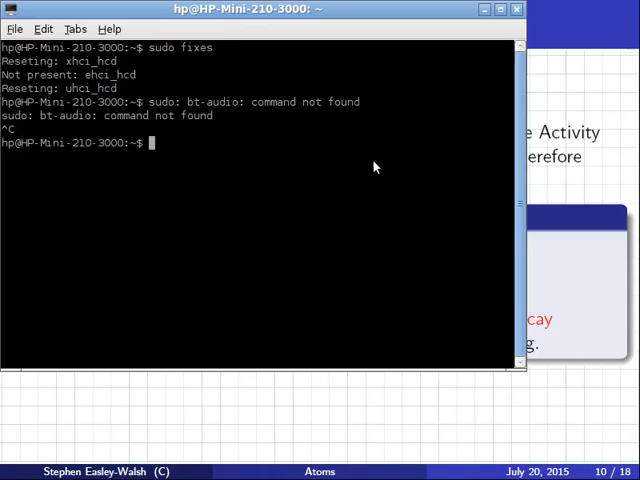 hp@HP-Mini-210-3000: ~
File Edit Tabs Help
hp@HP-Mini-210-3000:~$ sudo fixes
Reseting: xhci_hcd
Not present: ehci_hcd
Reseting: uhci_hcd
hp@HP-Mini-210-3000:~$ sudo: bt-audio: command not found
sudo: bt-audio: command not found
^C
hp@HP-Mini-210-3000:~$
e Activity
erefore
cay
g.
Stephen Easley-Walsh (C) Atoms July 20, 2015 10 / 18